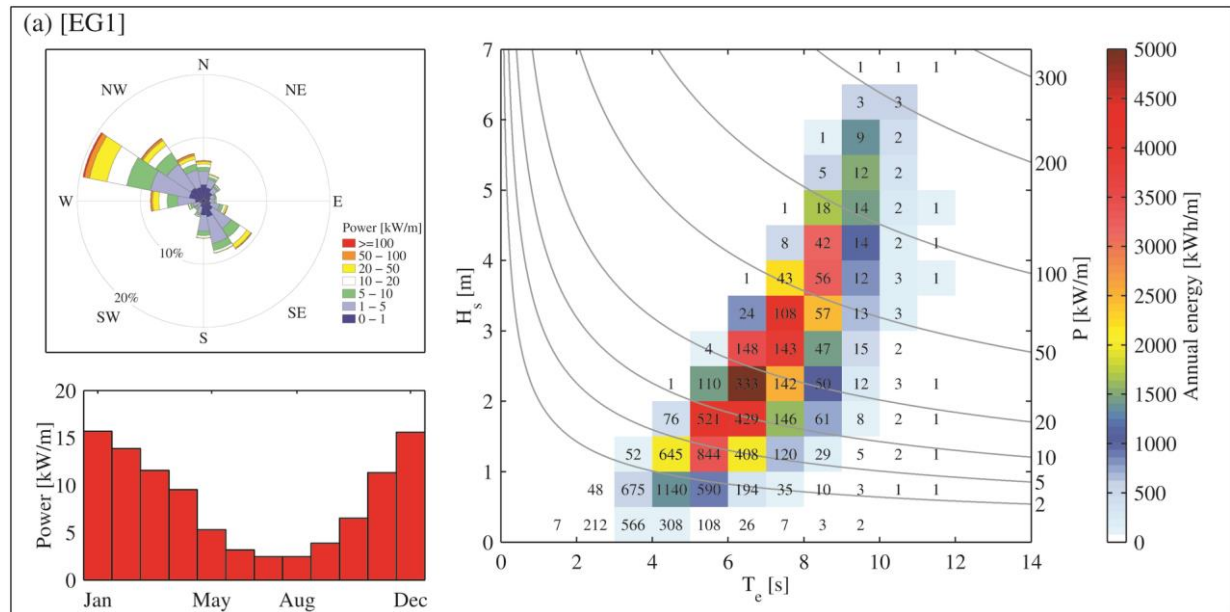 (a) [EG1]
N
NW NE
W E
SW SE
S
10%
20%
Power [kW/m]
>=100
50 − 100
20 − 50
10 − 20
5 − 10
1 − 5
0 − 1
20
15
10
5
0
Power [kW/m]
Jan May Aug Dec
7
6
5
4
3
2
1
0
H_s [m]
1 1 1
3 3
1 9 2
5 12 2
1 18 14 2 1
8 42 14 2 1
1 43 56 12 3 1
24 108 57 13 3
4 148 143 47 15 2
1 110 333 142 50 12 3 1
76 521 429 146 61 8 2 1
52 645 844 408 120 29 5 2 1
48 675 1140 590 194 35 10 3 1 1
7 212 566 308 108 26 7 3 2
0 2 4 6 8 10 12 14
T_e [s]
300
200
100
50
20
10
5
2
P [kW/m]
5000
4500
4000
3500
3000
2500
2000
1500
1000
500
0
Annual energy [kWh/m]